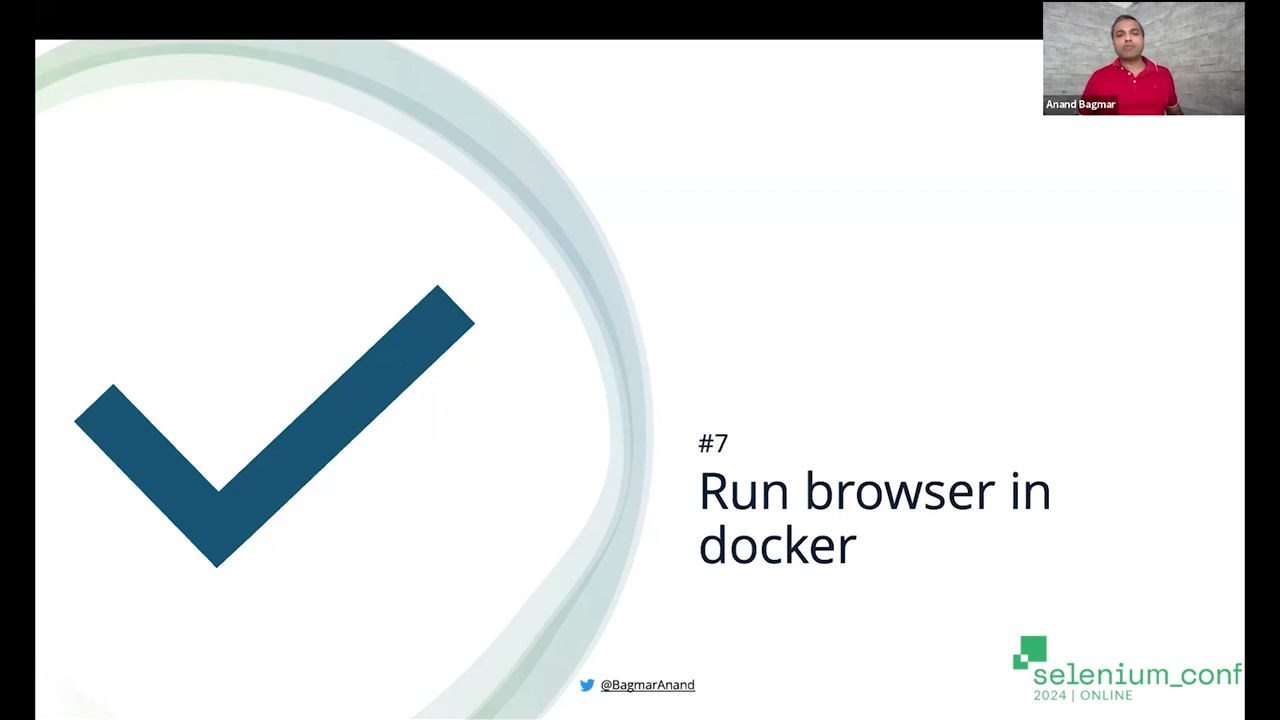 Anand Bagmar
#7
Run browser in
docker
@BagmarAnand
selenium_conf
2024 | ONLINE